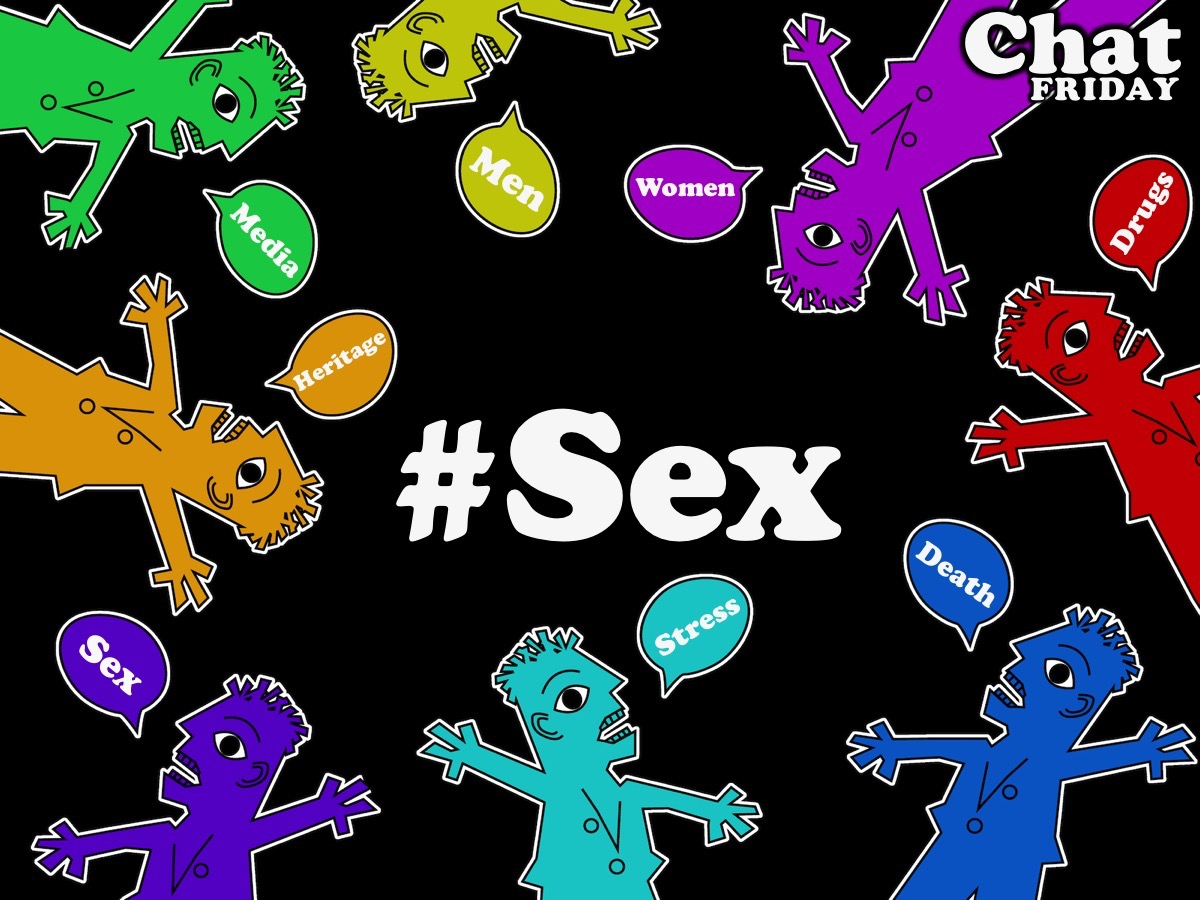 Chat
FRIDAY
Men
Women
Drugs
Media
Heritage
#Sex
Death
Stress
Sex